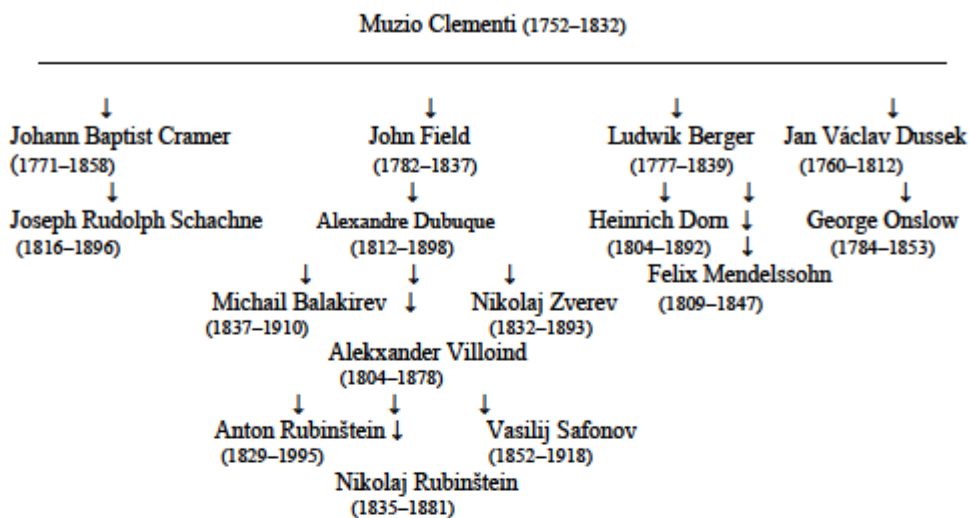 Muzio Clementi (1752–1832)
↓ ↓ ↓ ↓
Johann Baptist Cramer John Field Ludwik Berger Jan Václav Dussek
(1771–1858) (1782–1837) (1777–1839) (1760–1812)
↓ ↓ ↓ ↓ ↓
Joseph Rudolph Schachne Alexandre Dubuque Heinrich Dorn ↓ George Onslow
(1816–1896) (1812–1898) (1804–1892) ↓ (1784–1853)
↓ ↓ ↓ Felix Mendelssohn
Michail Balakirev ↓ Nikolaj Zverev (1809–1847)
(1837–1910) (1832–1893)
Alekxander Villoind
(1804–1878)
↓ ↓ ↓
Anton Rubinštein ↓ Vasilij Safonov
(1829–1995) (1852–1918)
Nikolaj Rubinštein
(1835–1881)